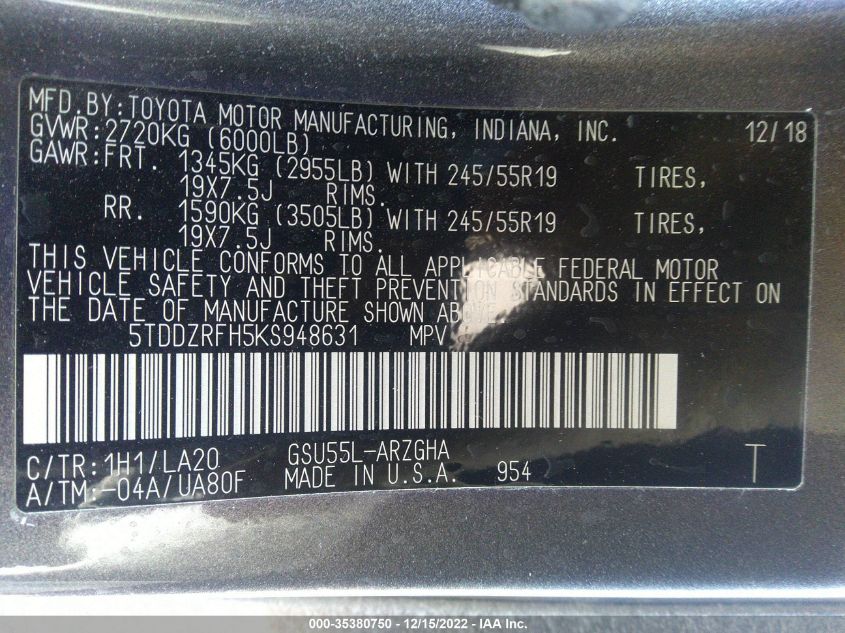 MFD.BY:TOYOTA MOTOR MANUFACTURING, INDIANA, INC. 12/18
GVWR:2720KG (6000LB)
GAWR:FRT. 1345KG (2955LB) WITH 245/55R19 TIRES,
19X7.5J RIMS.
RR. 1590KG (3505LB) WITH 245/55R19 TIRES,
19X7.5J RIMS.
THIS VEHICLE CONFORMS TO ALL APPLICABLE FEDERAL MOTOR
VEHICLE SAFETY AND THEFT PREVENTION STANDARDS IN EFFECT ON
THE DATE OF MANUFACTURE SHOWN ABOVE.
5TDDZRFH5KS948631 MPV
C/TR:1H1/LA20 GSU55L-ARZGHA T
A/TM:-04A/UA80F MADE IN U.S.A. 954
000-35380750 - 12/15/2022 - IAAI.com